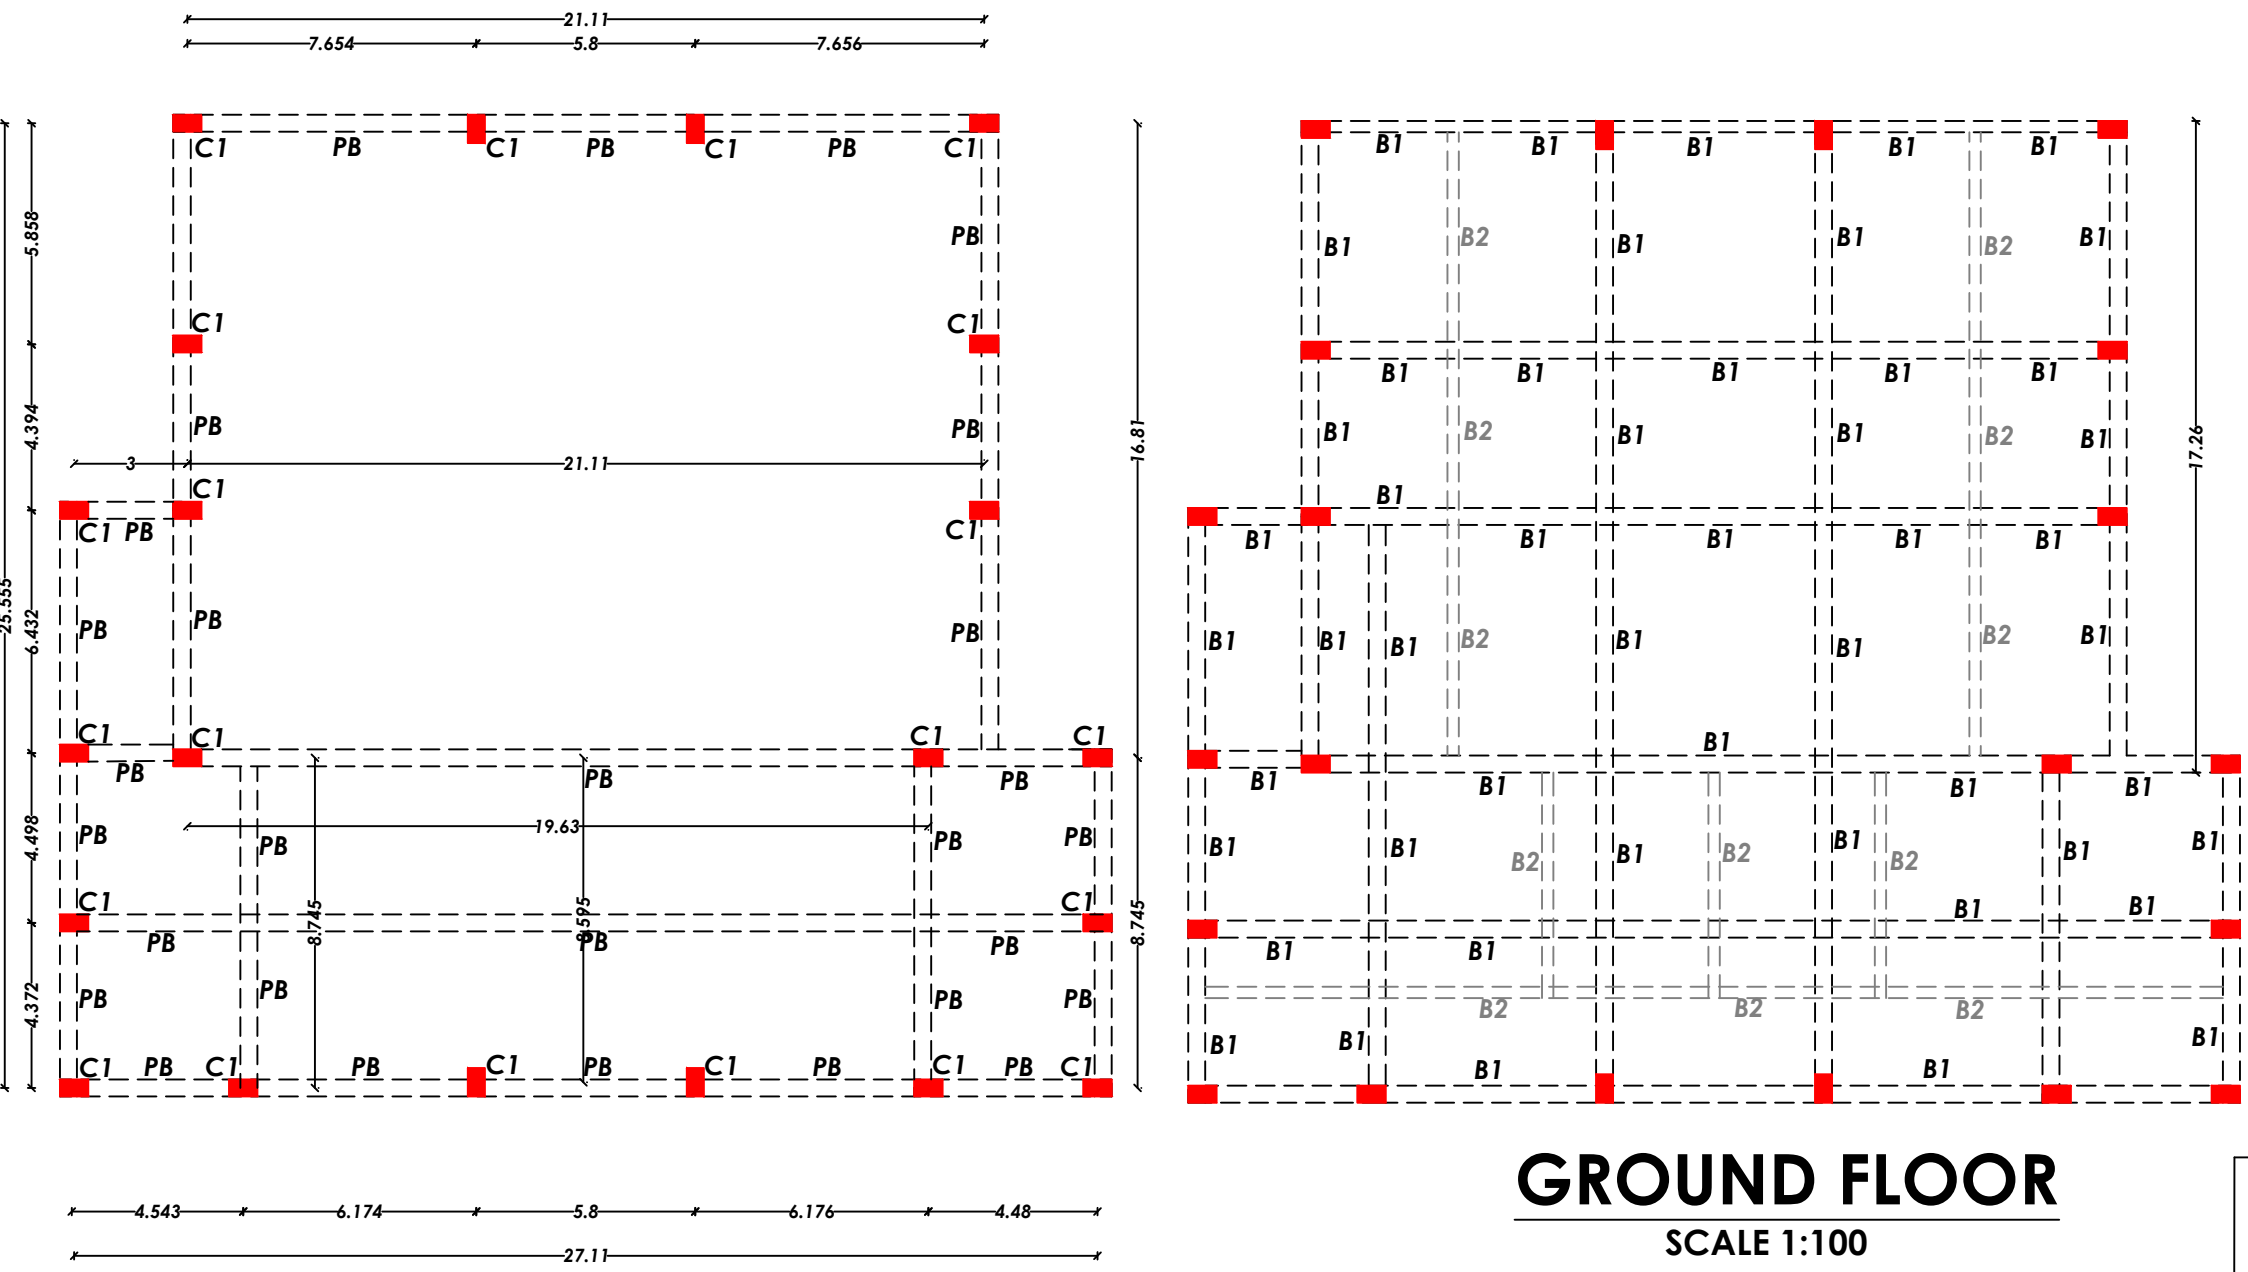 21.11
7.654 5.8 7.656
C1 PB C1 PB C1 PB C1
5.858
PB
C1 C1
4.394
PB PB
3 21.11
C1
C1 PB C1
25.555
6.432
PB PB PB
C1 C1 C1 C1
PB PB PB
19.63
4.498
PB PB PB PB
C1 C1
8.745 8.595
PB PB PB
4.372
PB PB PB PB
C1 PB C1 PB C1 PB C1 PB C1 PB C1
4.543 6.174 5.8 6.176 4.48
27.11
16.81
8.745
B1 B1 B1 B1 B1
B1 B2 B1 B1 B2 B1
B1 B1 B1 B1 B1
B1 B2 B1 B1 B2 B1
17.26
B1
B1 B1 B1 B1 B1
B1 B1 B1 B2 B1 B1 B2 B1
B1
B1 B1 B1 B1
B1 B1 B2 B1 B2 B1 B2 B1 B1
B1 B1
B1 B1
B2 B2 B2
B1 B1 B1
B1 B1
GROUND FLOOR
SCALE 1:100